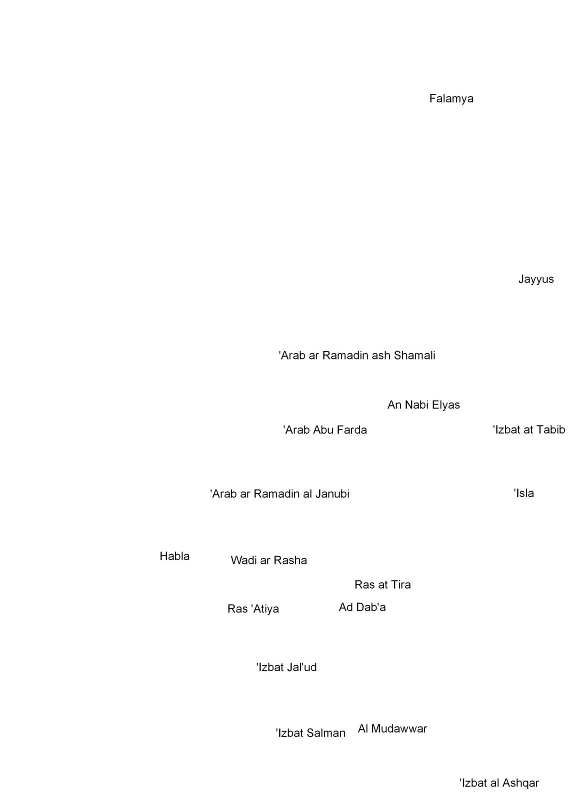 Falamya
Jayyus
'Arab ar Ramadin ash Shamali
An Nabi Elyas
'Arab Abu Farda
'Izbat at Tabib
'Arab ar Ramadin al Janubi
'Isla
Habla
Wadi ar Rasha
Ras at Tira
Ras 'Atiya
Ad Dab'a
'Izbat Jal'ud
'Izbat Salman
Al Mudawwar
'Izbat al Ashqar